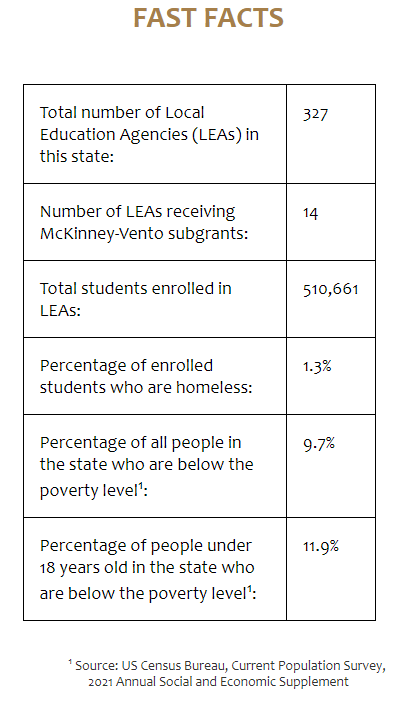 FAST FACTS
Total number of Local
Education Agencies (LEAs) in
this state:
327
Number of LEAs receiving
McKinney-Vento subgrants:
14
Total students enrolled in
LEAs:
510,661
Percentage of enrolled
students who are homeless:
1.3%
Percentage of all people in
the state who are below the
poverty level¹:
9.7%
Percentage of people under
18 years old in the state who
are below the poverty level¹:
11.9%
¹ Source: US Census Bureau, Current Population Survey,
2021 Annual Social and Economic Supplement